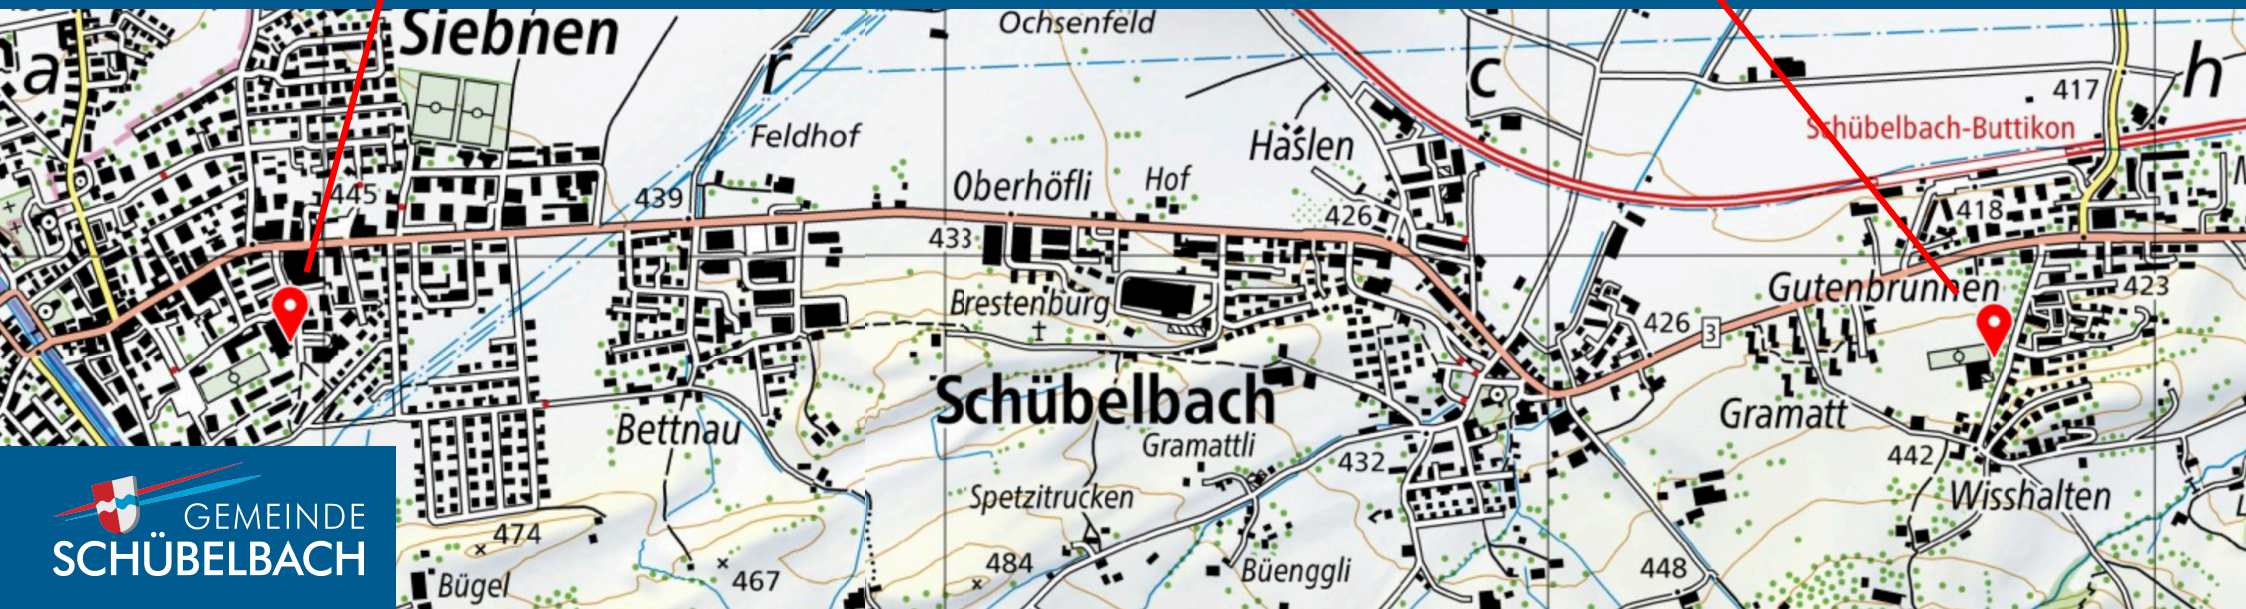 Siebnen
Ochsenfeld
a
r
c
h
417
Schübelbach-Buttikon
Feldhof
Haslen
445
439
Oberhöfli
Hof
426
418
433
Gutenbrunnen
423
Brestenburg
426
3
Schübelbach
Bettnau
Gramattli
Gramatt
432
442
Spetzitrucken
Wisshalten
GEMEINDE
SCHÜBELBACH
474
484
467
Büenggli
448
Bügel